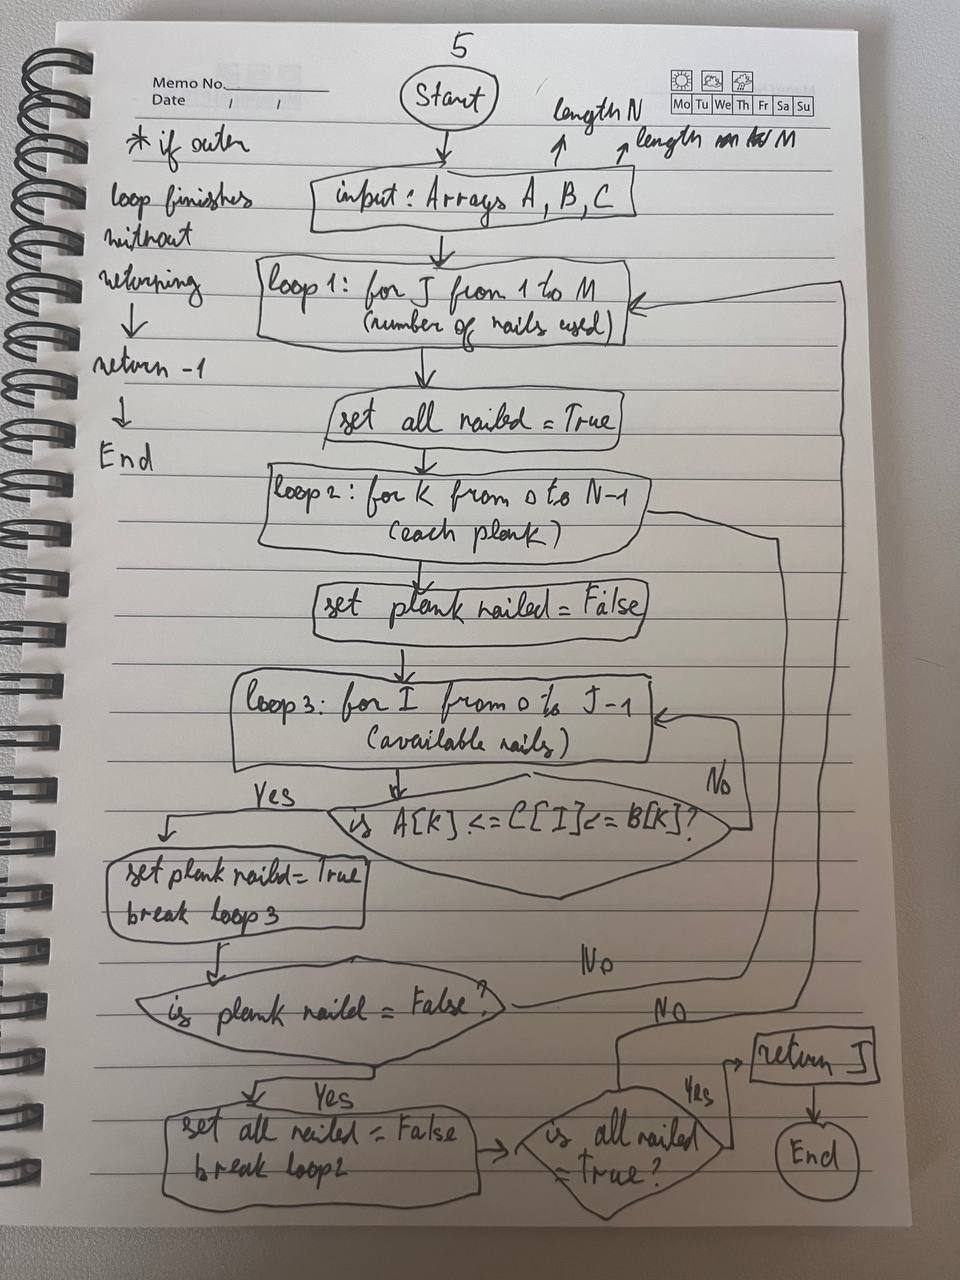 5
Memo No.
Date / /
Mo Tu We Th Fr Sa Su
Start
length N
length M
* if outer
loop finishes
without
returning
return -1
End
input: Arrays A, B, C
loop 1: for J from 1 to M
(number of nails used)
set all nailed = True
loop 2: for K from 0 to N-1
(each plank)
set plank nailed = False
loop 3: for I from 0 to J-1
(available nails)
No
Yes
is A[K] <= C[I] <= B[K]?
set plank naild = True
break loop 3
No
is plank naild = False?
No
Yes
return J
Yes
set all nailed = False
break loop2
is all nailed
= True?
End